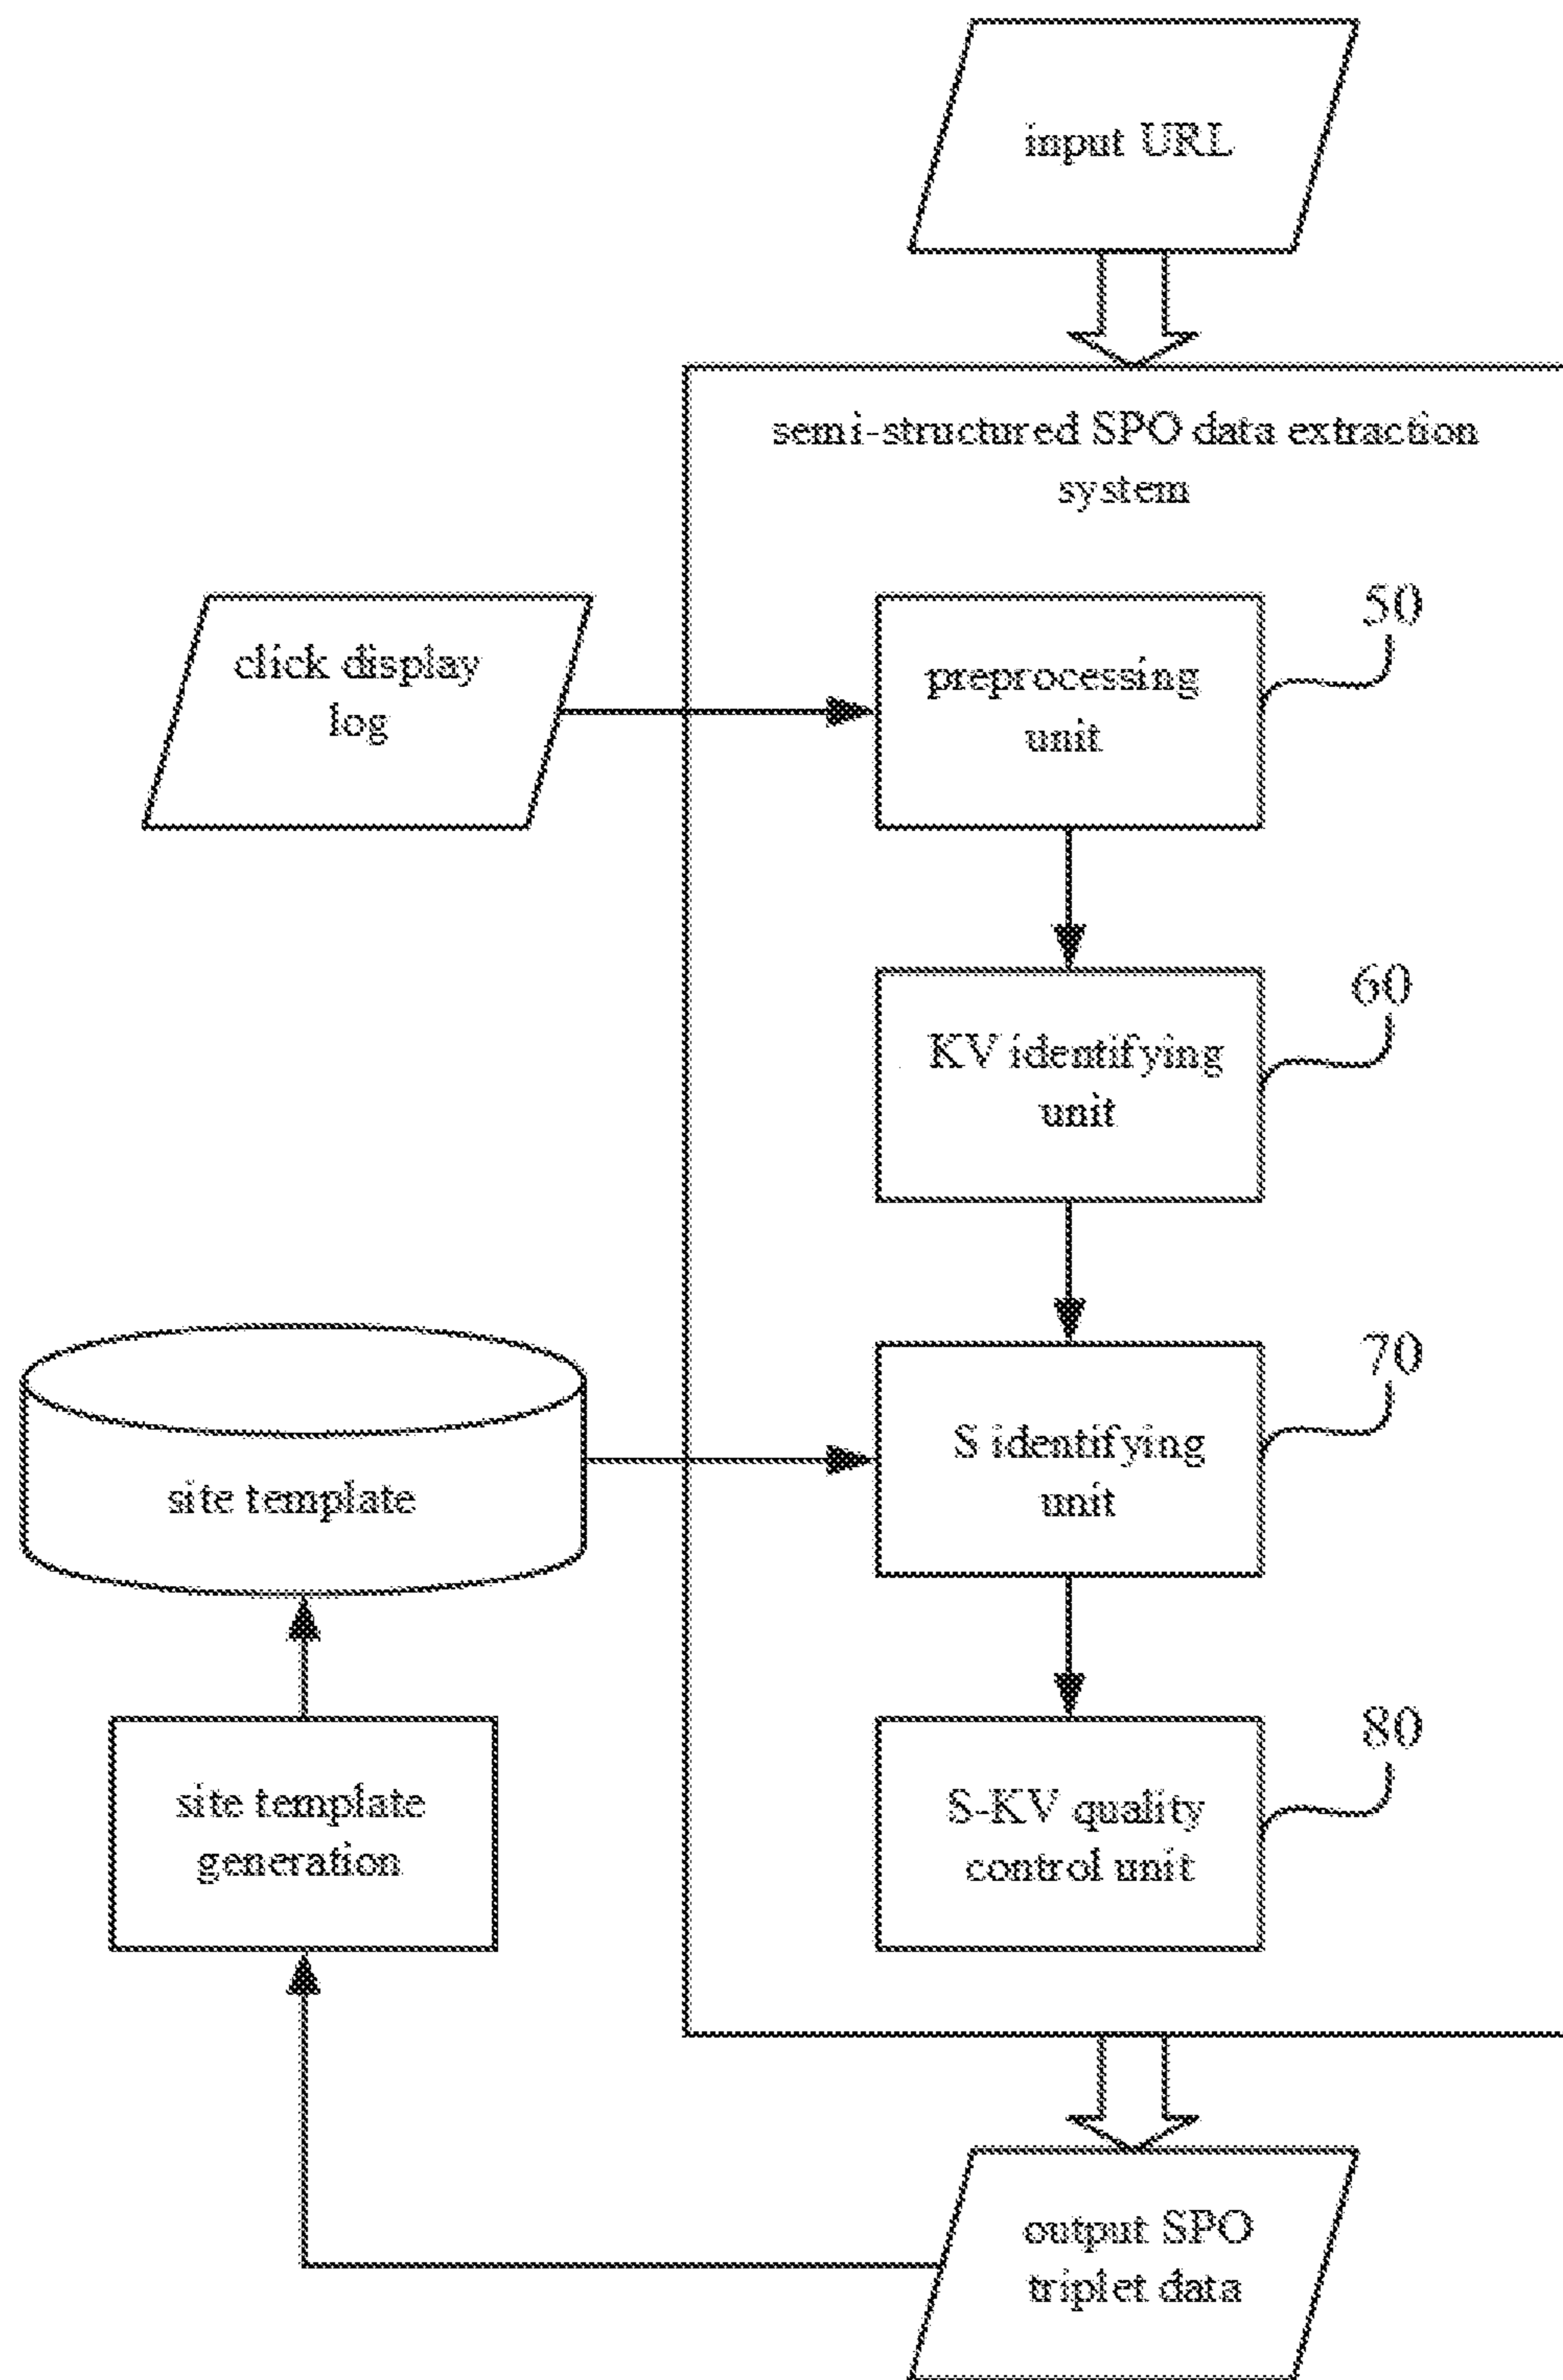 input URL
semi-structured SPO data extraction
system
click display
log
preprocessing
unit
50
KV identifying
unit
60
site template
S identifying
unit
70
site template
generation
S-KV quality
control unit
80
output SPO
triplet data